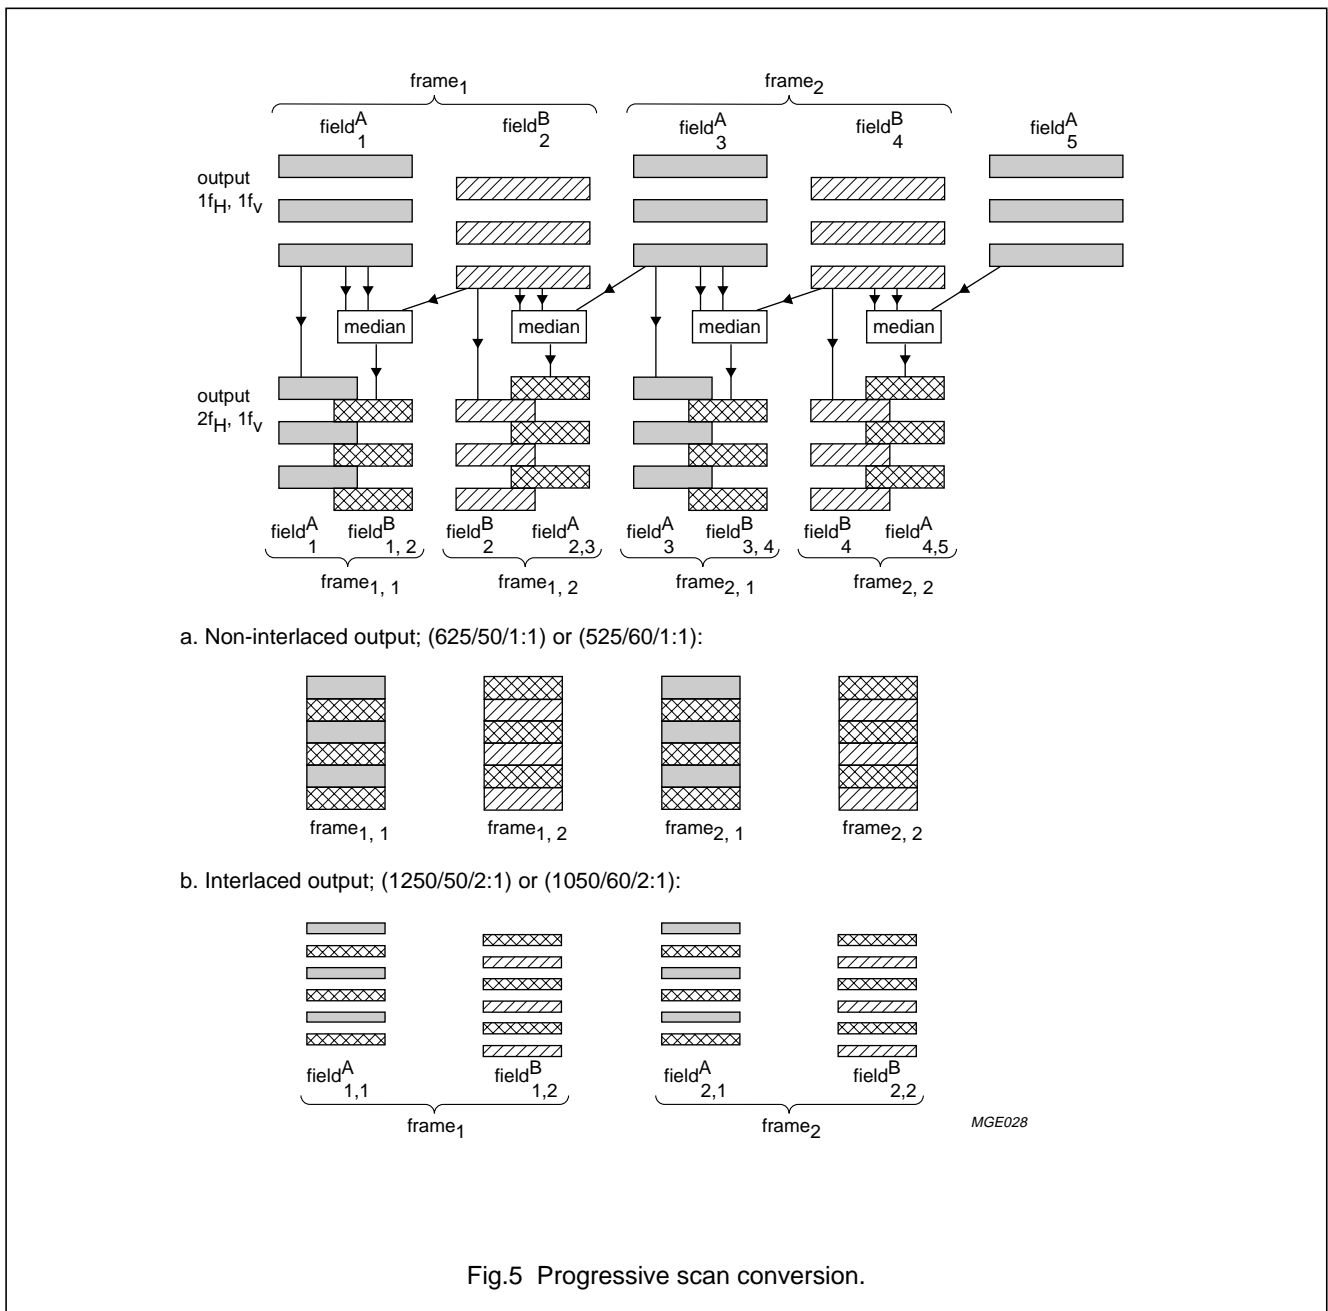 frame1 frame2
fieldA1 fieldB2 fieldA3 fieldB4 fieldA5
output
1fH, 1fv
median median median median
output
2fH, 1fv
fieldA1 fieldB1, 2 fieldB2 fieldA2,3 fieldA3 fieldB3, 4 fieldB4 fieldA4,5
frame1, 1 frame1, 2 frame2, 1 frame2, 2
a. Non-interlaced output; (625/50/1:1) or (525/60/1:1):
frame1, 1 frame1, 2 frame2, 1 frame2, 2
b. Interlaced output; (1250/50/2:1) or (1050/60/2:1):
fieldA1,1 fieldB1,2 fieldA2,1 fieldB2,2
frame1 frame2
MGE028
Fig.5 Progressive scan conversion.